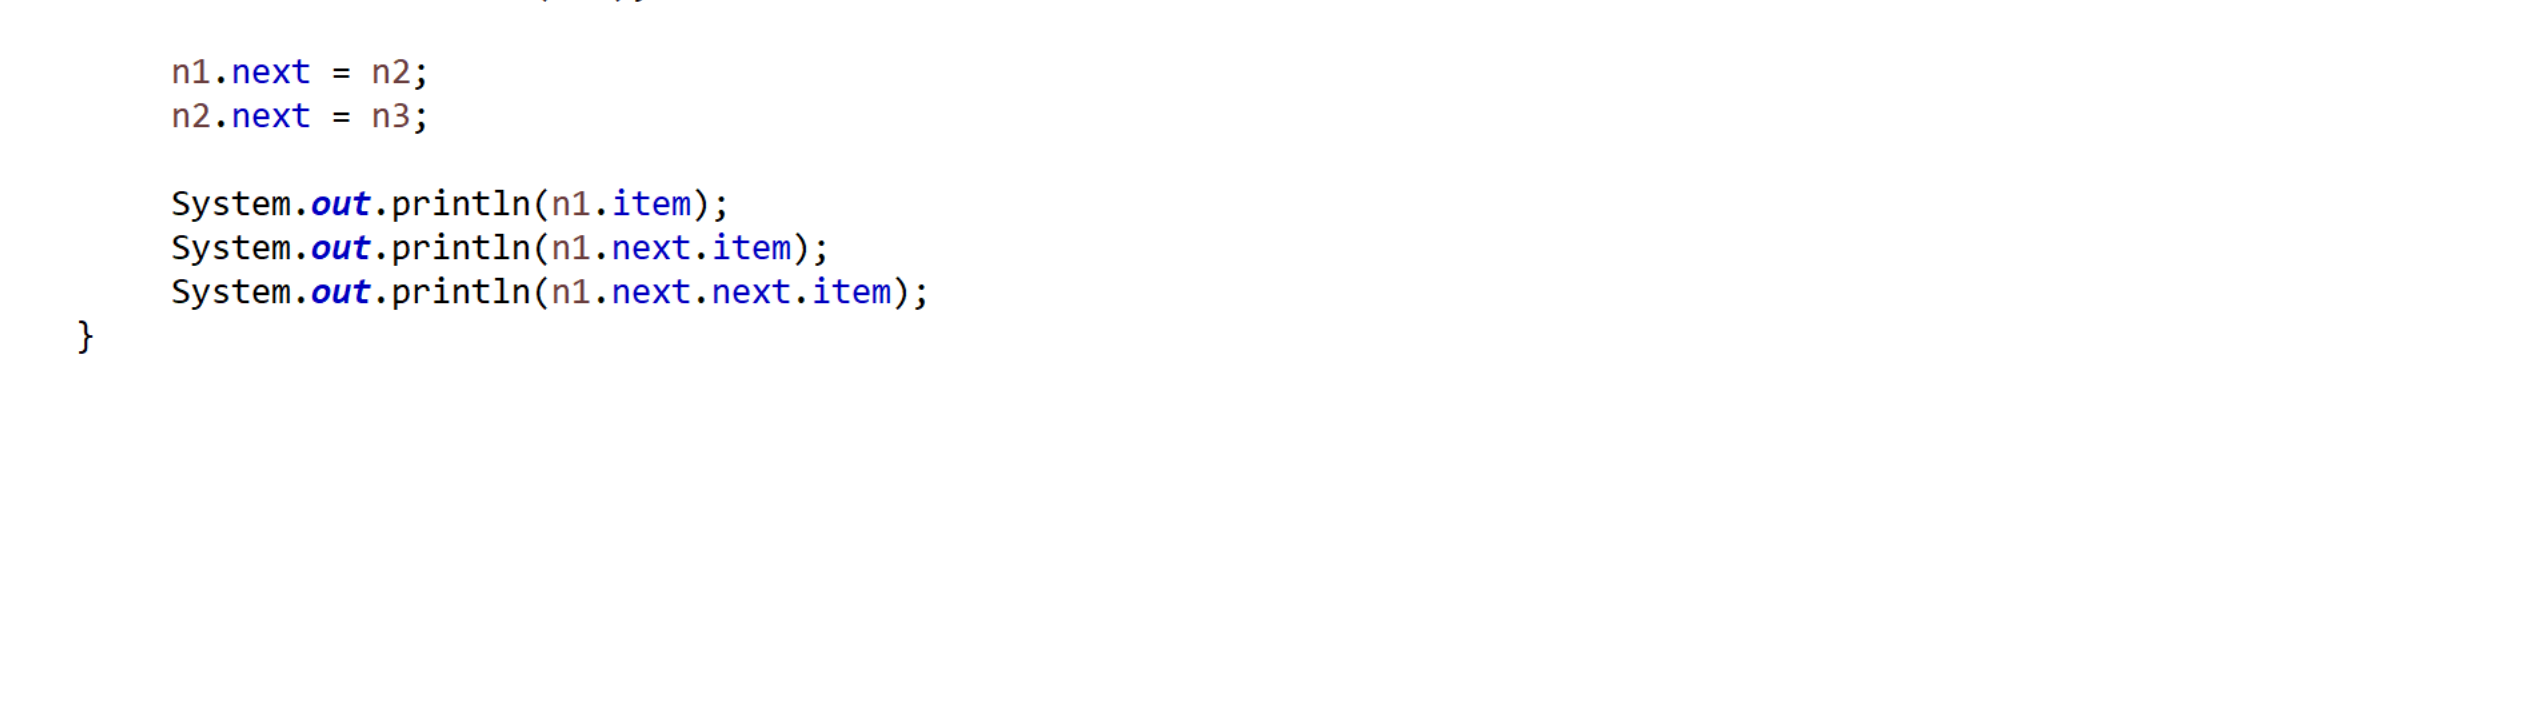 n1.next = n2;
n2.next = n3;
System.out.println(n1.item);
System.out.println(n1.next.item);
System.out.println(n1.next.next.item);
}